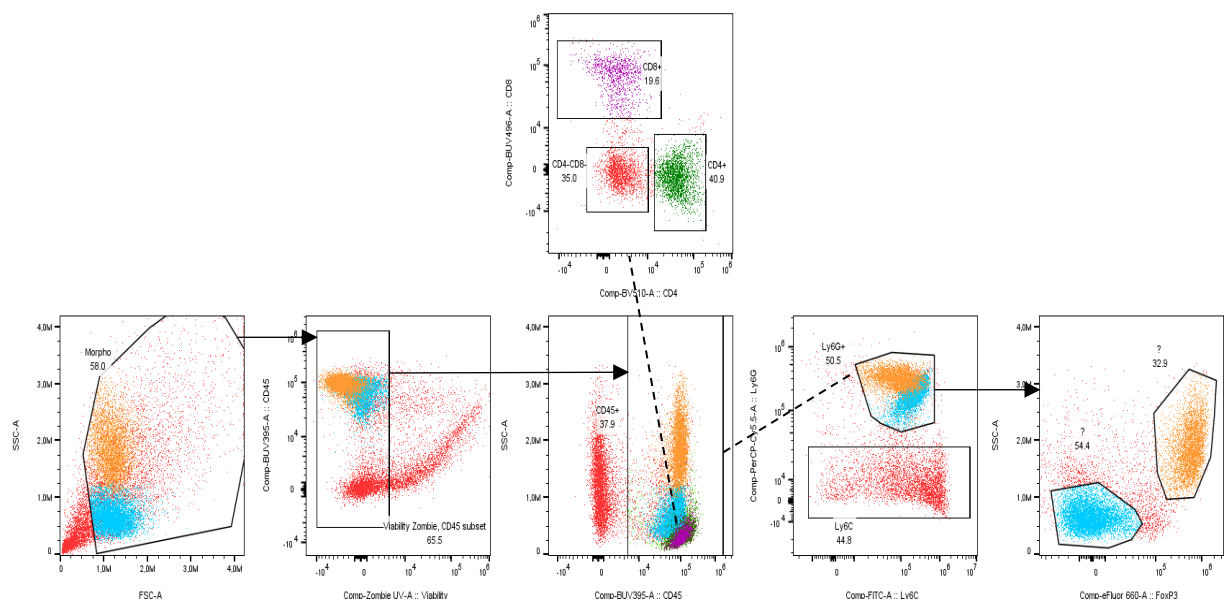 10^6
10^5
10^4
0
-10^4
Comp-BUV496-A :: CD8
CD8+
19.6
CD4-CD8-
35.0
CD4+
40.9
-10^4 0 10^4 10^5 10^6
Comp-BV510-A :: CD4
4,0M
3,0M
2,0M
1,0M
0
SSC-A
Morpho
58.0
0 1,0M 2,0M 3,0M 4,0M
FSC-A
10^6
10^5
10^4
0
-10^4
Comp-BUV395-A :: CD45
Viability Zombie, CD45 subset
65.5
-10^4 0 10^4 10^5 10^6
Comp-Zombie UV-A :: Viability
4,0M
3,0M
2,0M
1,0M
0
SSC-A
CD45+
37.9
-10^4 0 10^4 10^5 10^6
Comp-BUV395-A :: CD45
10^6
10^5
10^4
0
-10^4
Comp-PerCP-Cy5.5-A :: Ly6G
Ly6G+
50.5
Ly6C
44.8
0 10^5 10^6 10^7
Comp-FITC-A :: Ly6C
4,0M
3,0M
2,0M
1,0M
0
SSC-A
?
32.9
?
54.4
-10^4 0 10^4 10^5 10^6
Comp-eFluor 660-A :: FoxP3